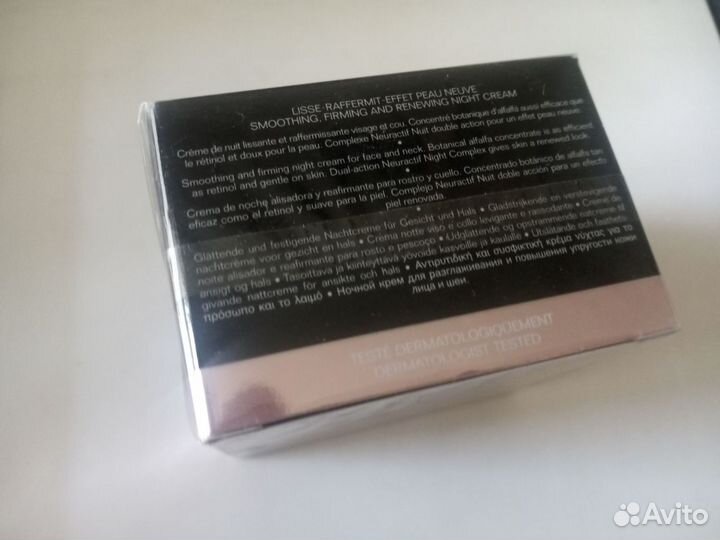 LISSE·RAFFERMIT·EFFET PEAU NEUVE
SMOOTHING, FIRMING AND RENEWING NIGHT CREAM
Crème de nuit lissante et raffermissante visage et cou. Concentré botanique d'alfalfa aussi efficace que
le rétinol et doux pour la peau. Complexe Neuractif Nuit double action pour un effet peau neuve.
Smoothing and firming night cream for face and neck. Botanical alfalfa concentrate is as efficient
as retinol and gentle on skin. Dual-action Neuractif Night Complex gives skin a renewed look.
Crema de noche alisadora y reafirmante para rostro y cuello. Concentrado botánico de alfalfa tan
eficaz como el retinol y suave para la piel. Complejo Neuractif Nuit doble acción para un efecto
piel renovada.
Glättende und festigende Nachtcreme für Gesicht und Hals • Gladstrijkende en verstevigende
nachtcrème voor gezicht en hals • Crema notte viso e collo levigante e rassodante • Creme de
noite alisador e reafirmante para rosto e pescoço • Udglattende og opstrammende natcreme til
ansigt og hals • Tasoittava ja kiinteyttävä yövoide kasvoille ja kaulalle • Utslätande och fasthets-
givande nattcreme för ansikte och hals • Αντιρυτιδική και συσφικτική κρέμα νύχτας για το
πρόσωπο και το λαιμό • Ночной крем для разглаживания и повышения упругости кожи
лица и шеи.
TESTÉ DERMATOLOGIQUEMENT
DERMATOLOGIST TESTED
Avito